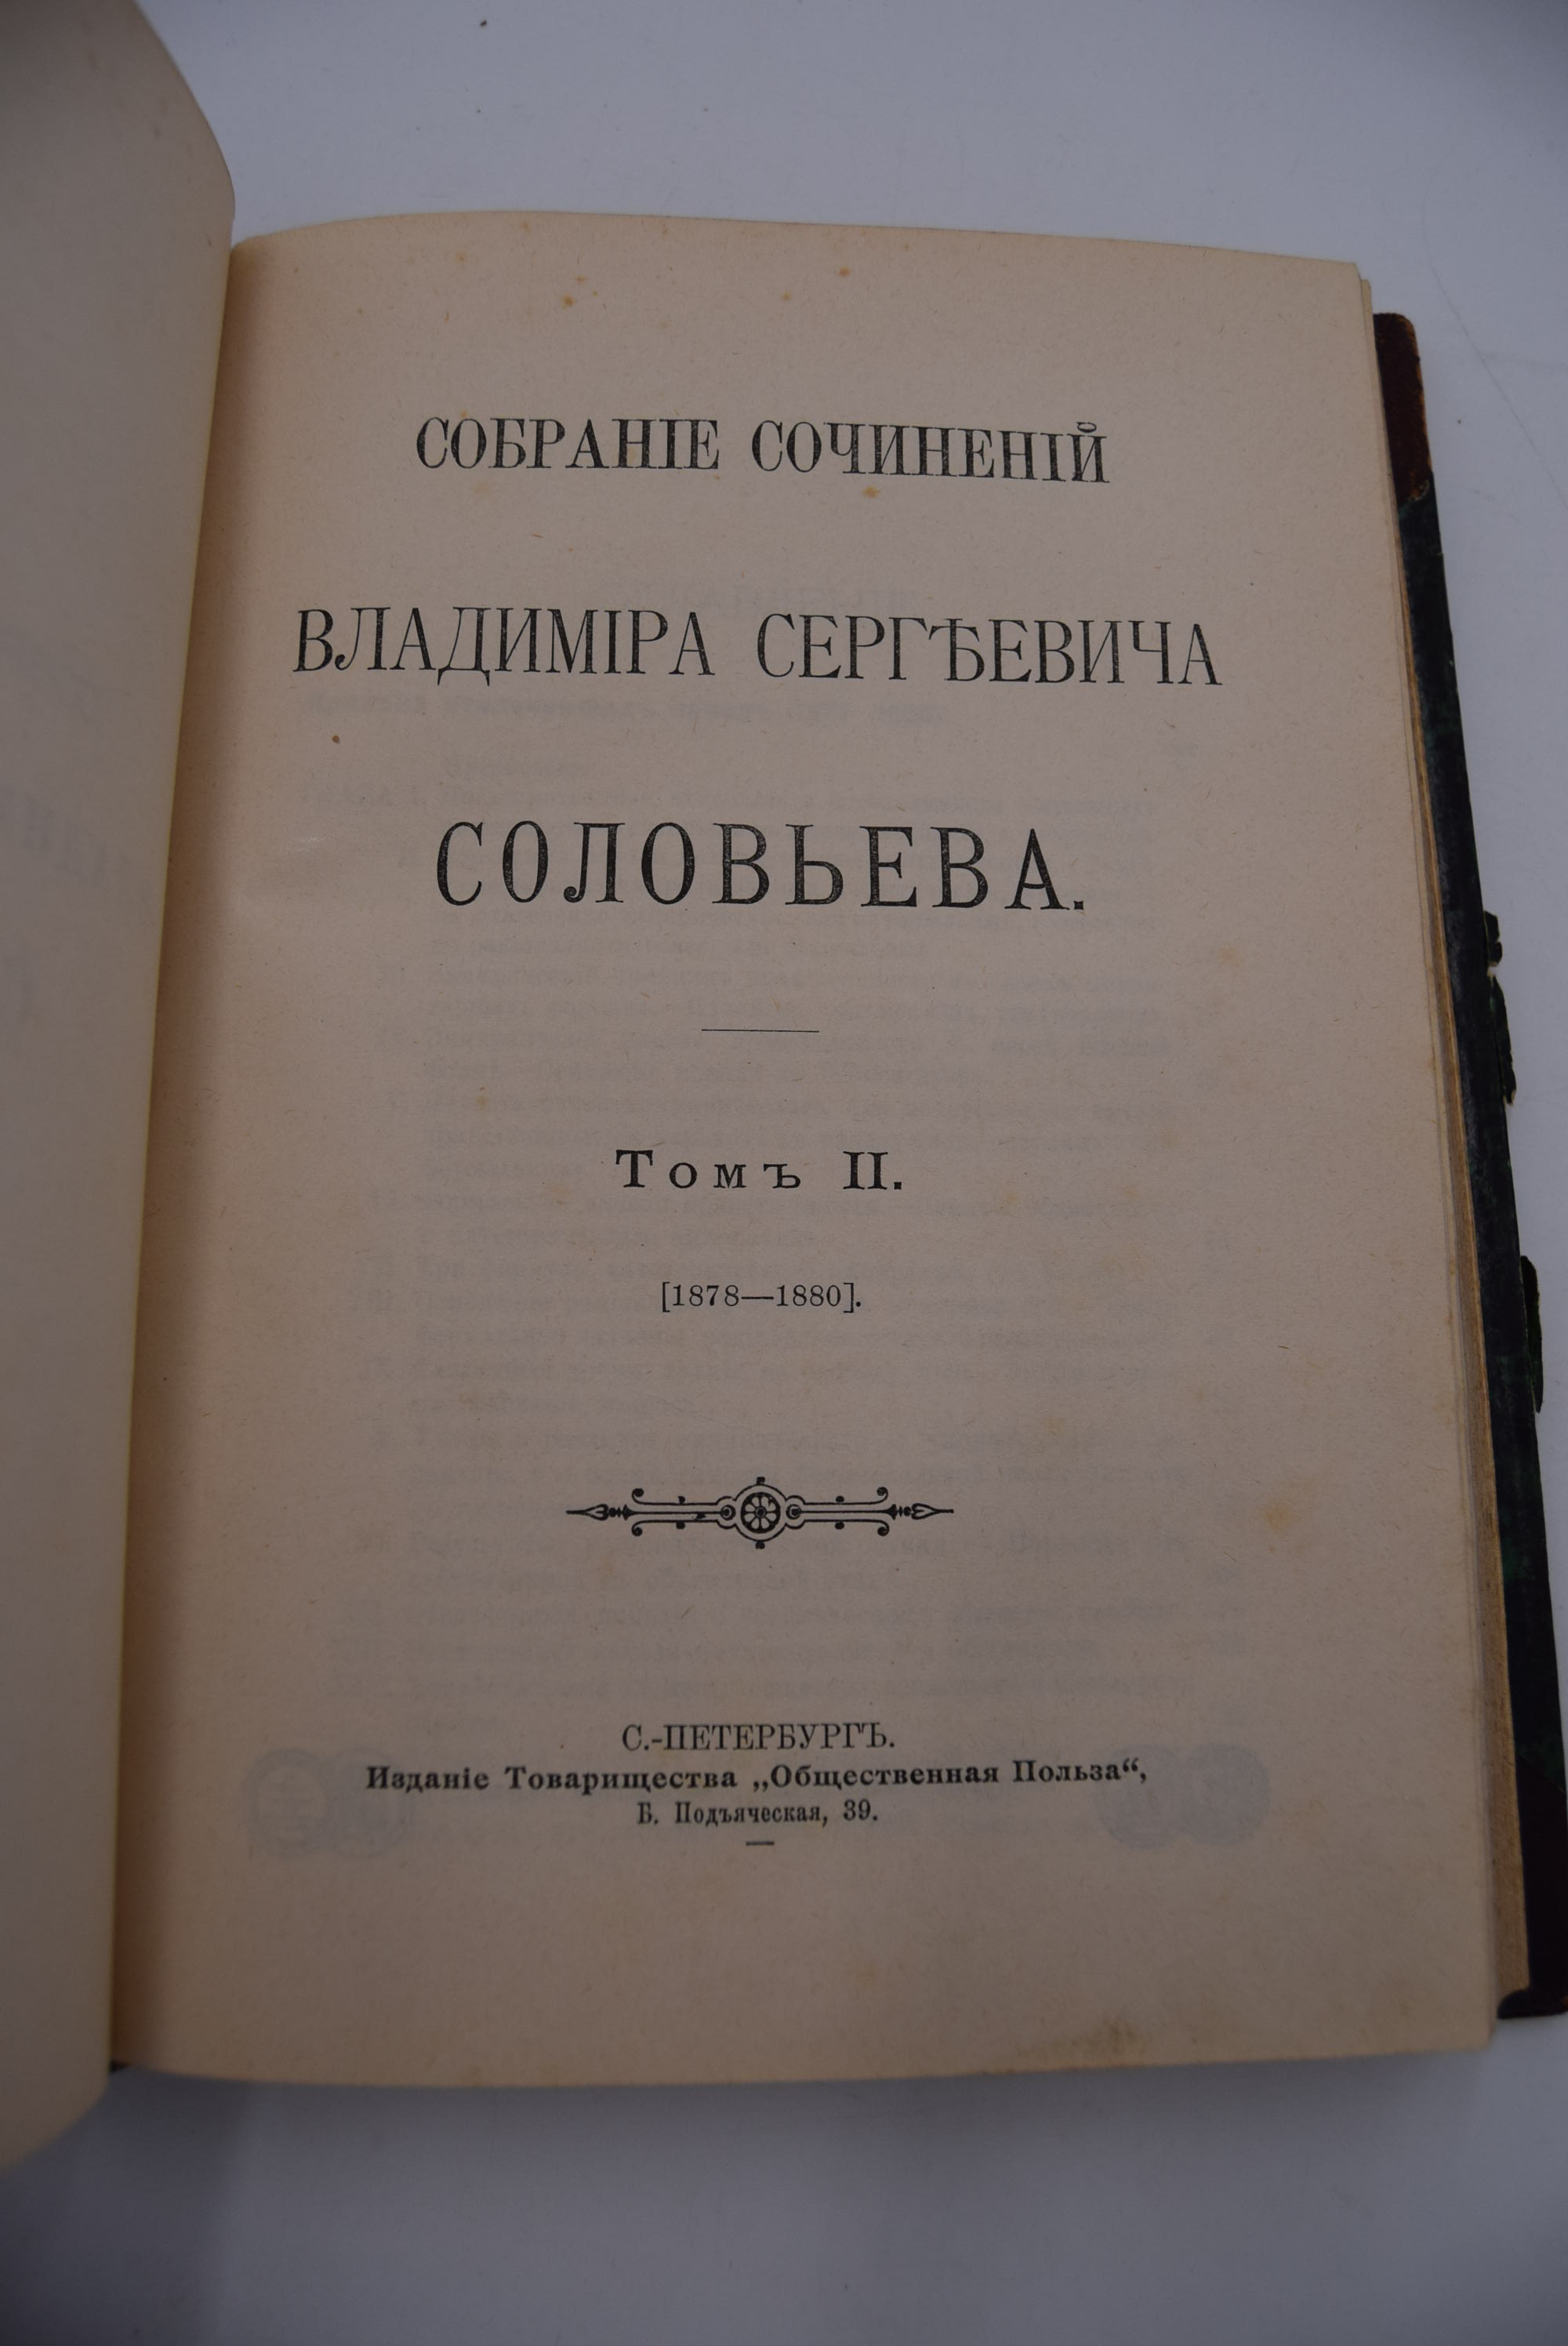 СОБРАНІЕ СОЧИНЕНІЙ
ВЛАДИМІРА СЕРГѢЕВИЧА
СОЛОВЬЕВА.
Томъ II.
[1878—1880].
С.-ПЕТЕРБУРГЪ.
Изданіе Товарищества „Общественная Польза“,
Б. Подъяческая, 39.